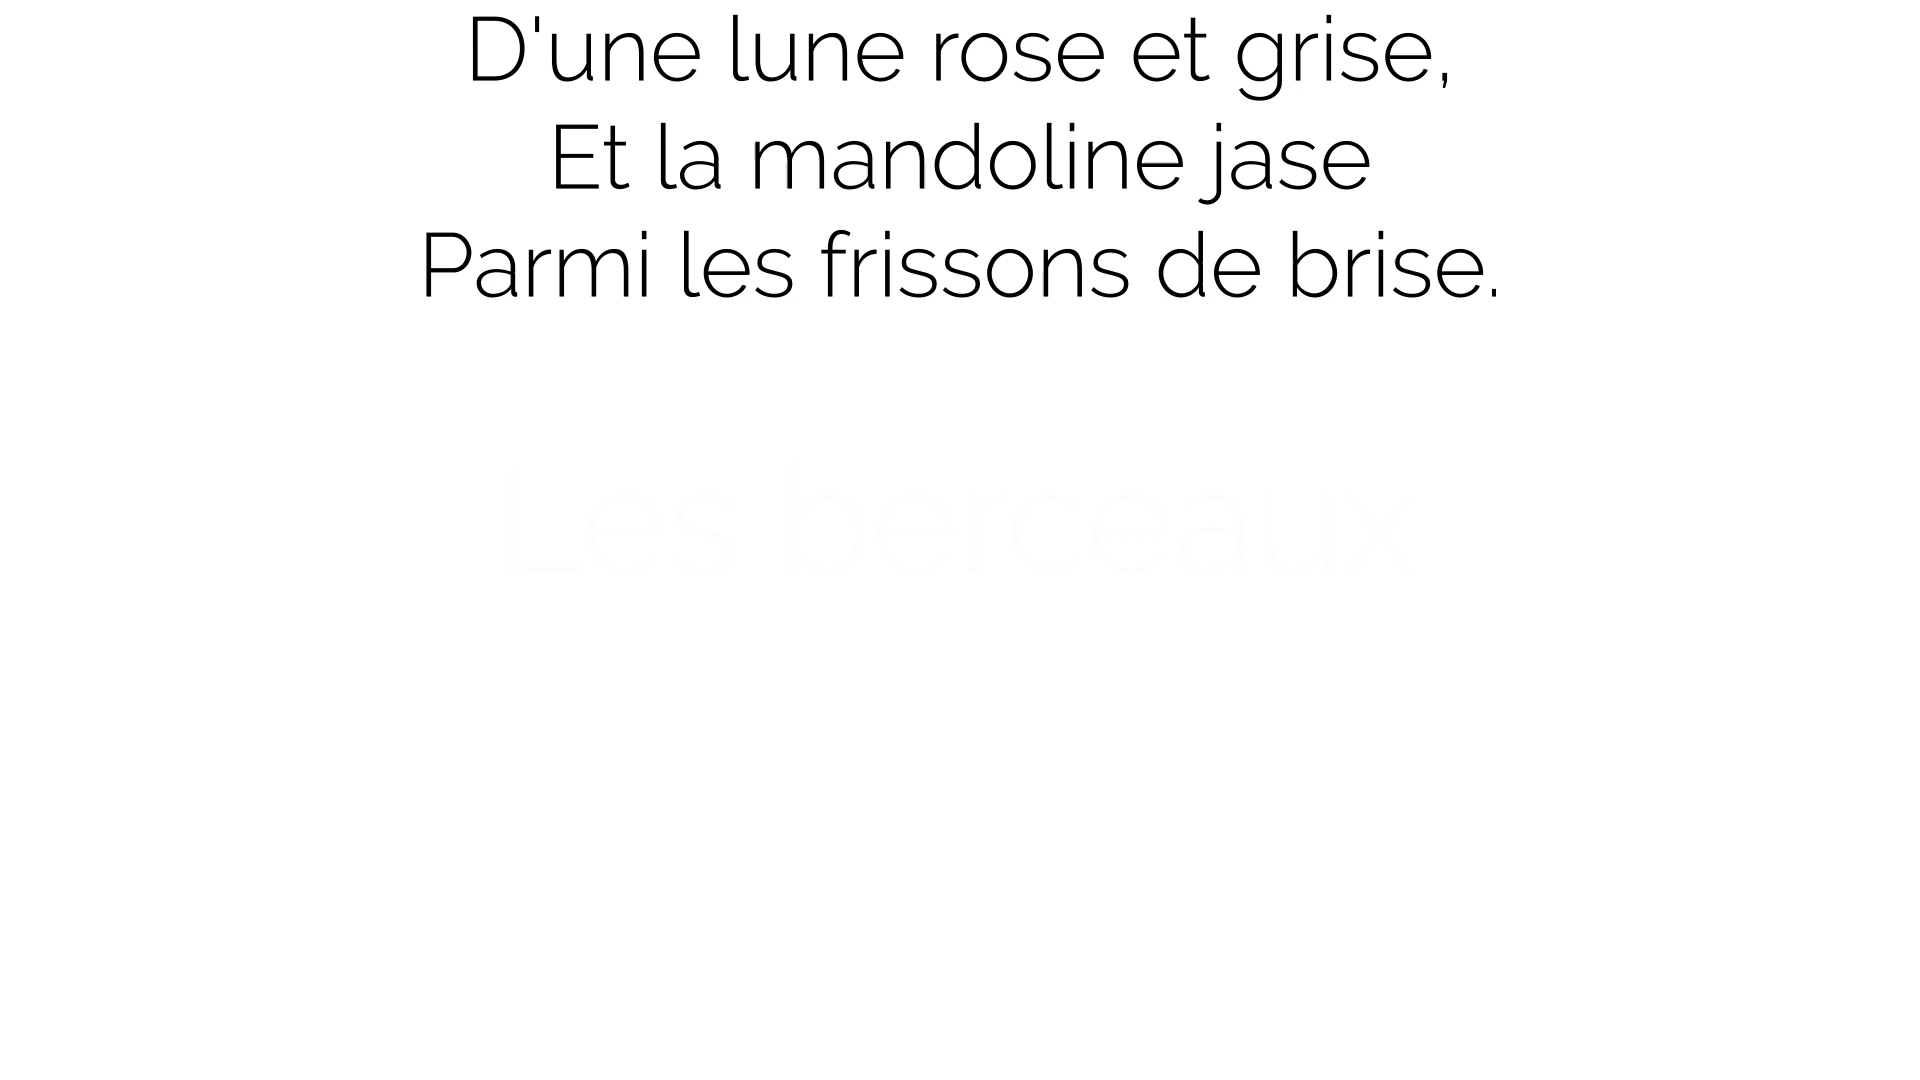 D'une lune rose et grise,
Et la mandoline jase
Parmi les frissons de brise.
Les berceaux